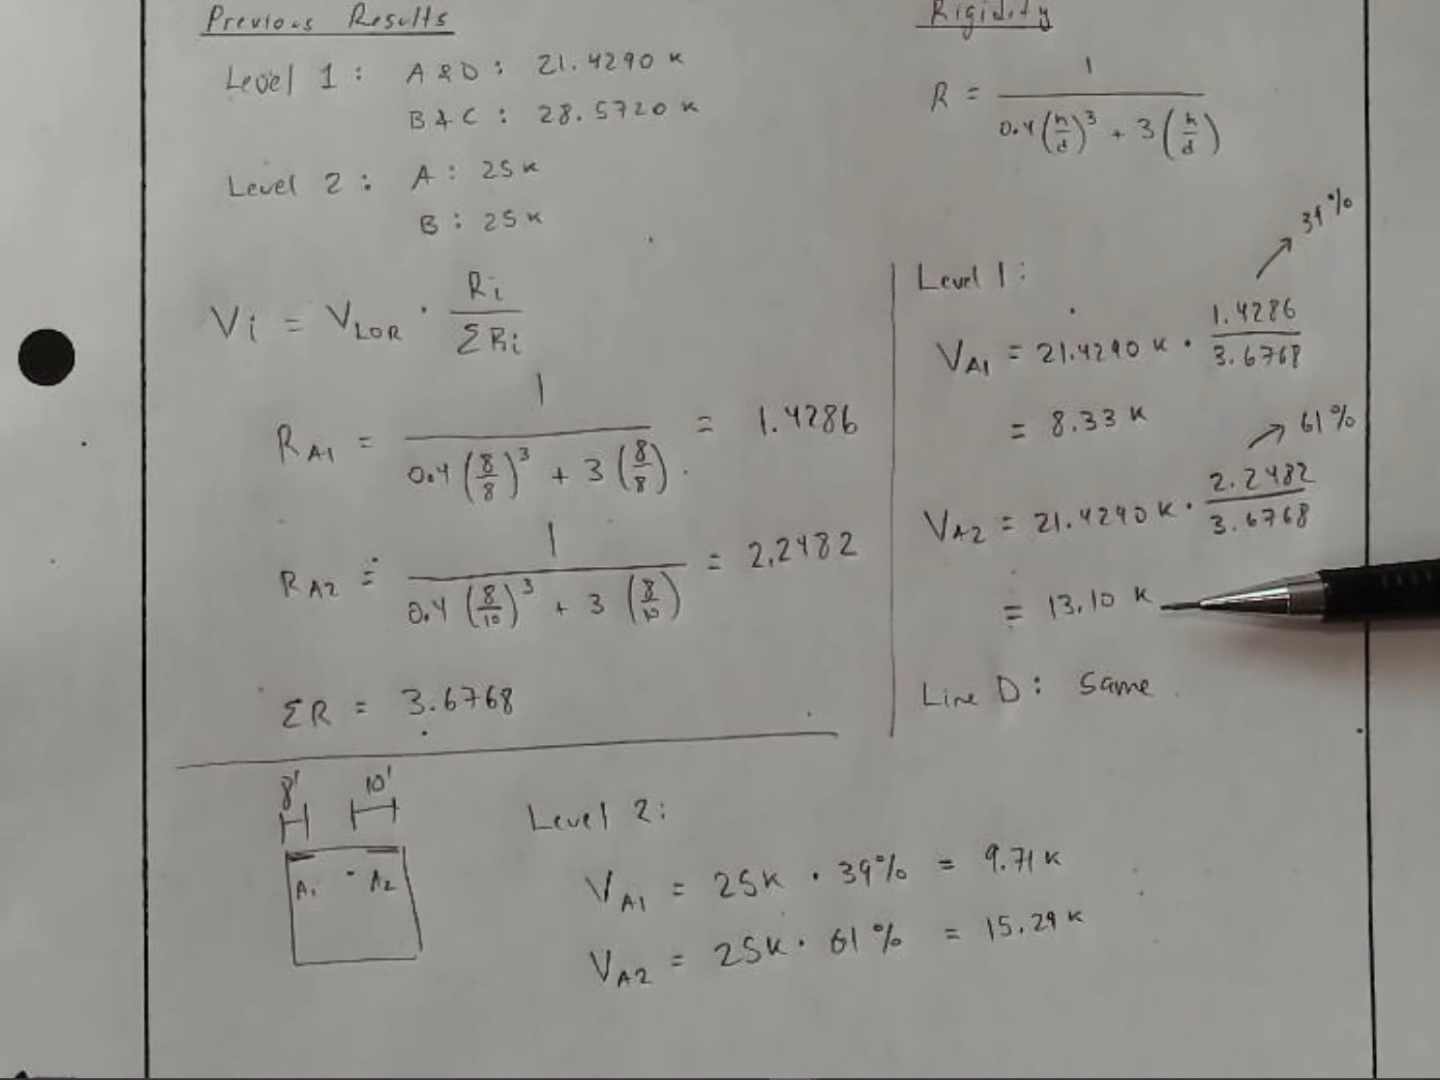 Previous Results
Level 1 : A & D : 21.4290 k
B & C : 28.5720 k
Level 2 : A : 25 k
B : 25 k
Vi = VLOR · Ri / ΣRi
RA1 = 1 / 0.4 (8/8)^3 + 3 (8/8) = 1.4286
RA2 = 1 / 0.4 (8/10)^3 + 3 (8/10) = 2.2482
ΣR = 3.6768
Rigidity
R = 1 / 0.4 (h/d)^3 + 3 (h/d)
Level 1 :
39%
VA1 = 21.4290 k · 1.4286 / 3.6768
= 8.33 k
61%
VA2 = 21.4290 k · 2.2482 / 3.6768
= 13.10 k
Line D : Same
8' 10'
A1 A2
Level 2 :
VA1 = 25k · 39% = 9.71 k
VA2 = 25k · 61% = 15.29 k